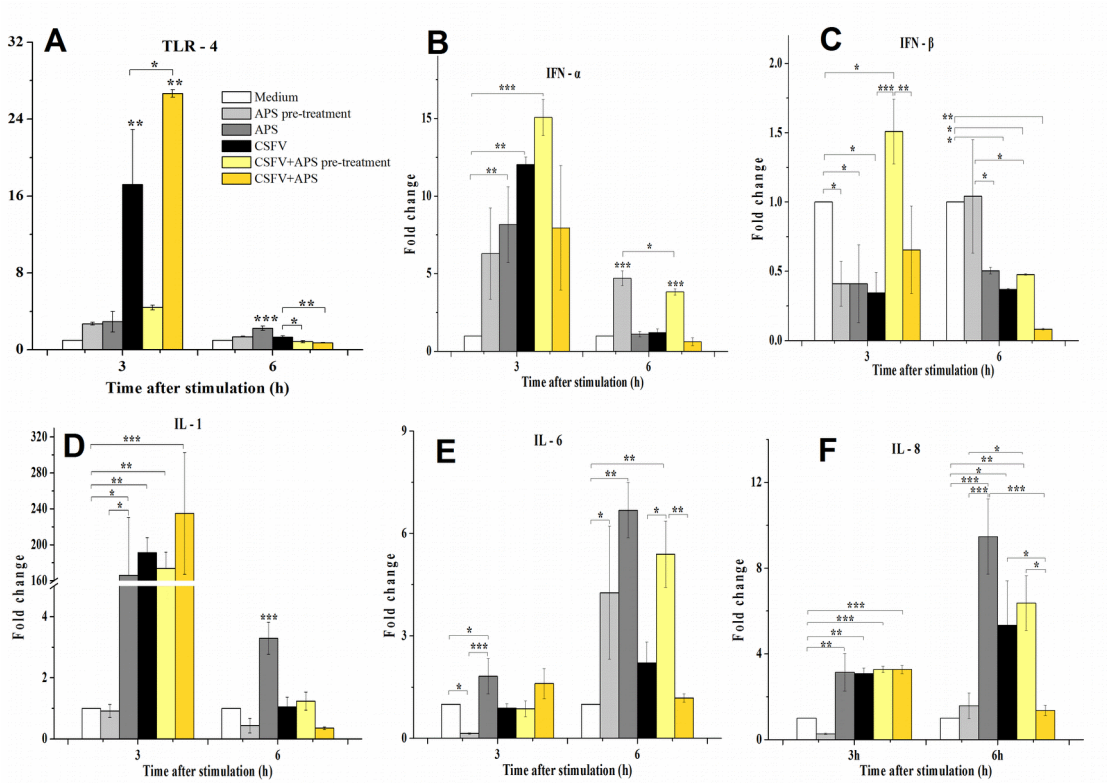 A
TLR - 4
32
24
16
8
0
*
**
**
***
*
**
Medium
APS pre-treatment
APS
CSFV
CSFV+APS pre-treatment
CSFV+APS
3
6
Time after stimulation (h)
B
IFN - α
Fold change
15
10
5
0
***
**
**
***
*
***
3
6
Time after stimulation (h)
C
IFN - β
Fold change
2.0
1.5
1.0
0.5
0.0
*
***
**
*
*
*
**
*
*
*
*
3
6
Time after stimulation (h)
D
IL - 1
Fold change
320
280
240
200
160
4
2
0
***
**
**
*
*
***
3
6
Time after stimulation (h)
E
IL - 6
Fold change
9
6
3
0
*
***
*
**
**
*
*
**
3
6
Time after stimulation (h)
F
IL - 8
Fold change
12
8
4
0
***
***
**
**
*
**
*
***
***
***
*
*
3h
6h
Time after stimulation (h)